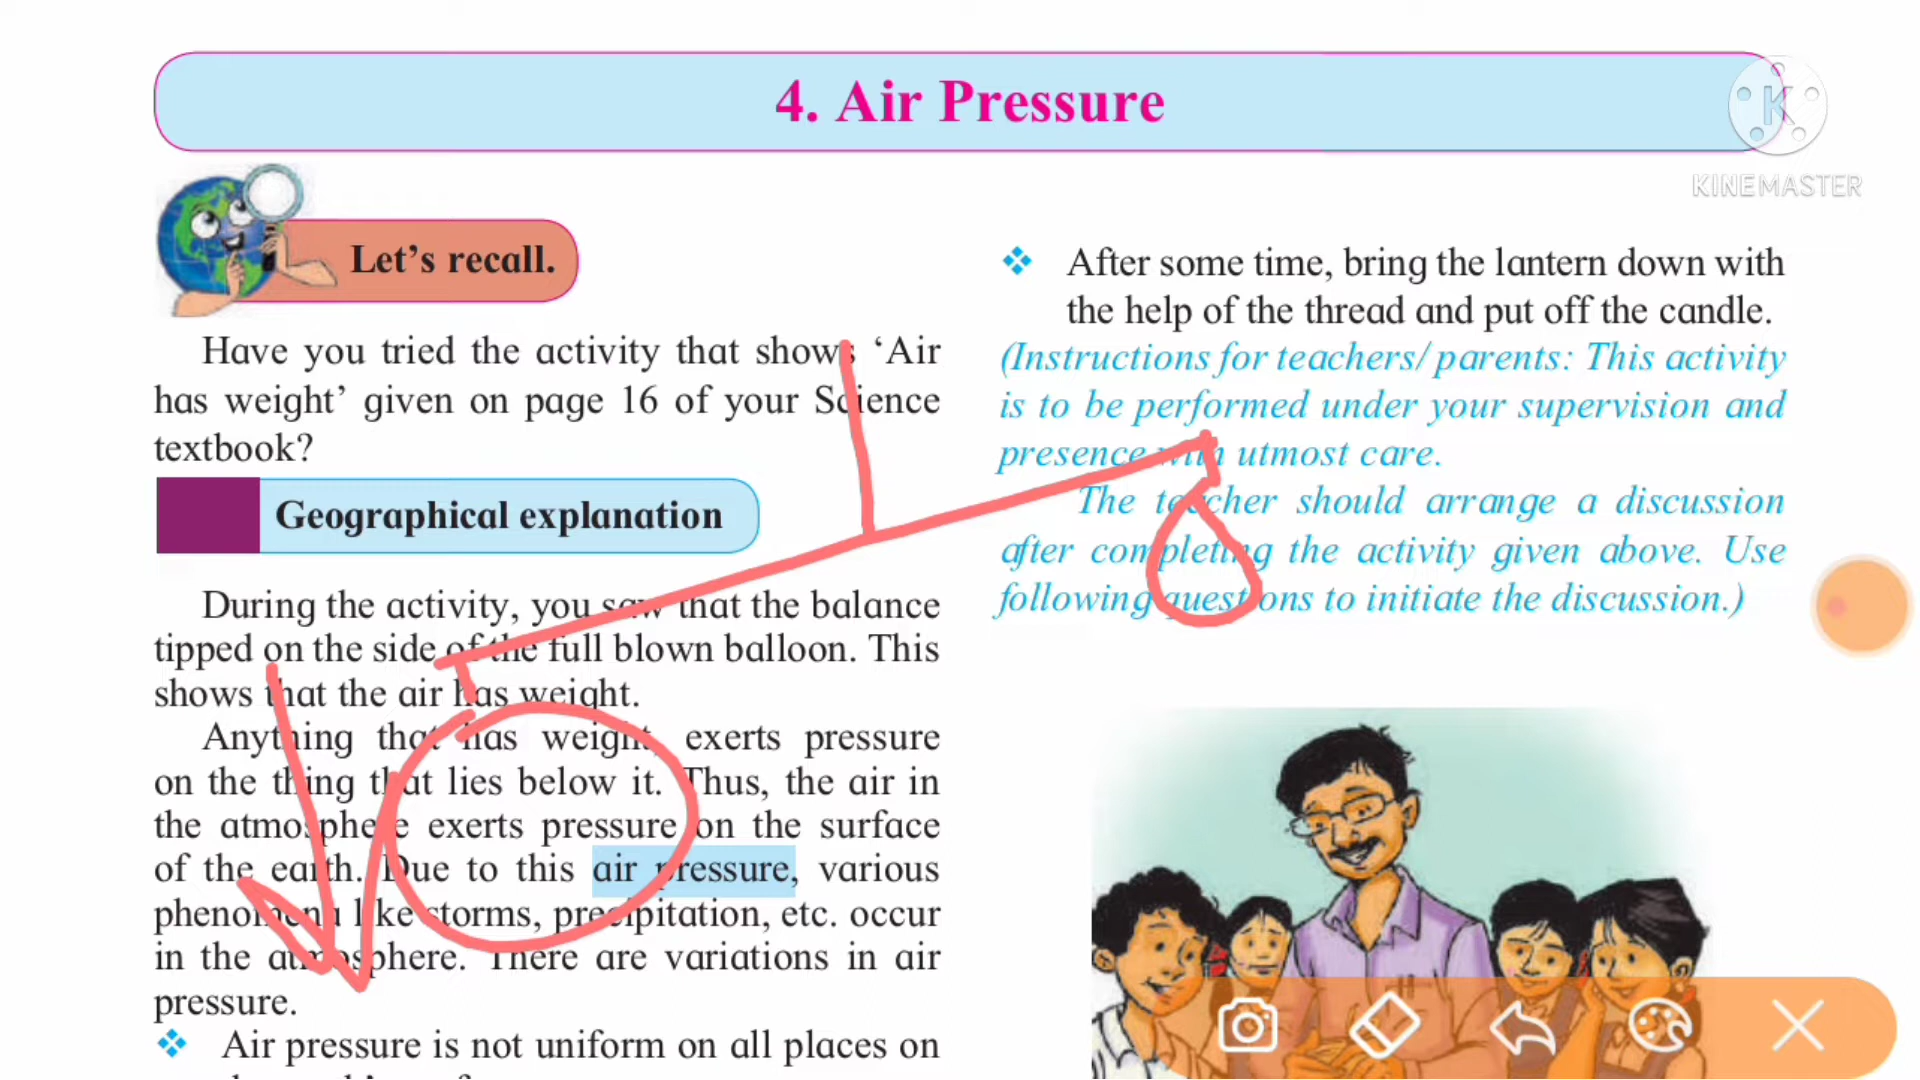 4. Air Pressure
KINEMASTER
Let's recall.
Have you tried the activity that shows 'Air
has weight' given on page 16 of your Science
textbook?
Geographical explanation
During the activity, you saw that the balance
tipped on the side of the full blown balloon. This
shows that the air has weight.
Anything that has weight, exerts pressure
on the thing that lies below it. Thus, the air in
the atmosphere exerts pressure on the surface
of the earth. Due to this air pressure, various
phenomena like storms, precipitation, etc. occur
in the atmosphere. There are variations in air
pressure.
❖ Air pressure is not uniform on all places on
❖ After some time, bring the lantern down with
the help of the thread and put off the candle.
(Instructions for teachers/ parents: This activity
is to be performed under your supervision and
presence with utmost care.
The teacher should arrange a discussion
after completing the activity given above. Use
following questions to initiate the discussion.)